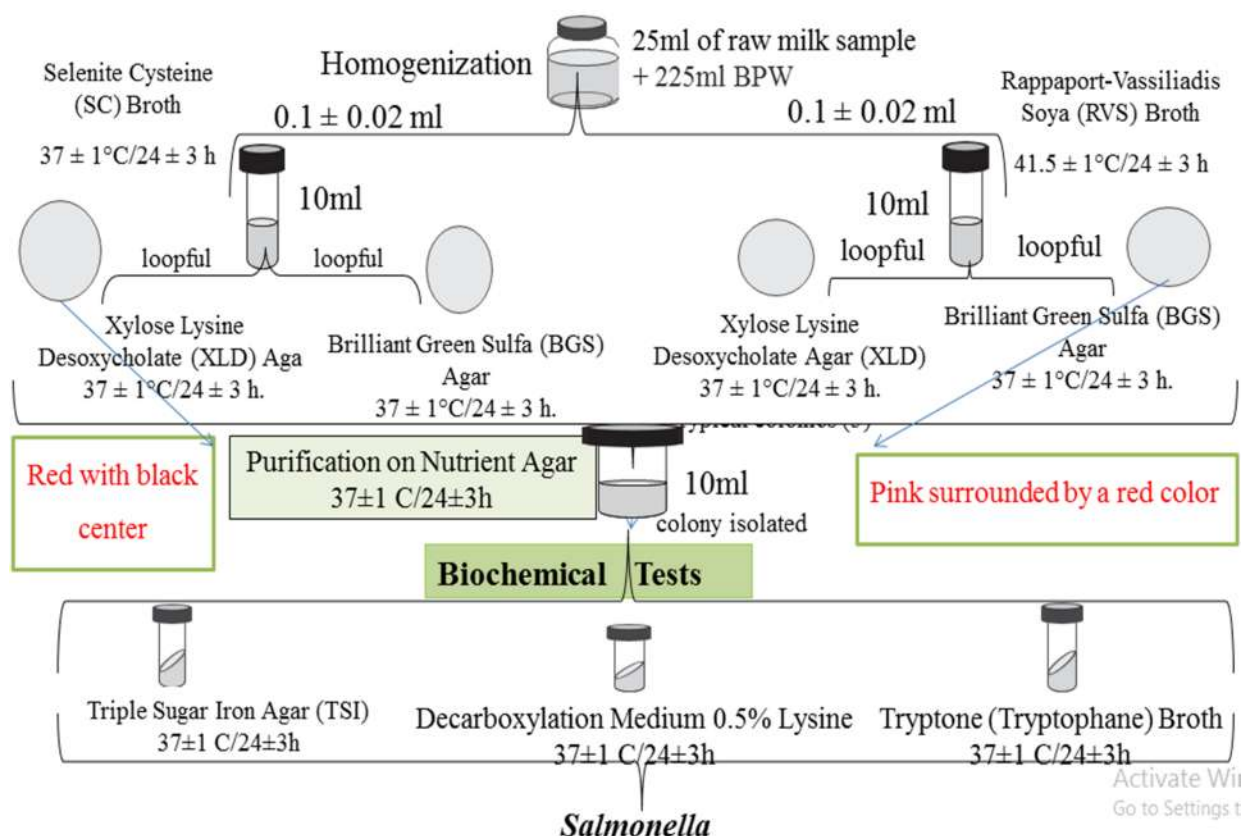 Homogenization
25ml of raw milk sample
+ 225ml BPW
Selenite Cysteine
(SC) Broth
37 ± 1°C/24 ± 3 h
0.1 ± 0.02 ml
0.1 ± 0.02 ml
Rappaport-Vassiliadis
Soya (RVS) Broth
41.5 ± 1°C/24 ± 3 h
10ml
10ml
loopful
loopful
loopful
loopful
Xylose Lysine
Desoxycholate (XLD) Aga
37 ± 1°C/24 ± 3 h.
Brilliant Green Sulfa (BGS)
Agar
37 ± 1°C/24 ± 3 h.
Xylose Lysine
Desoxycholate Agar (XLD)
37 ± 1°C/24 ± 3 h.
Brilliant Green Sulfa (BGS)
Agar
37 ± 1°C/24 ± 3 h.
Red with black
center
Purification on Nutrient Agar
37±1 C/24±3h
10ml
colony isolated
Pink surrounded by a red color
Biochemical Tests
Triple Sugar Iron Agar (TSI)
37±1 C/24±3h
Decarboxylation Medium 0.5% Lysine
37±1 C/24±3h
Tryptone (Tryptophane) Broth
37±1 C/24±3h
Activate Wi
Go to Settings t
Salmonella